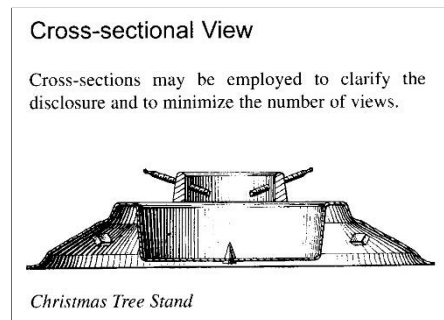 Cross-sectional View
Cross-sections may be employed to clarify the
disclosure and to minimize the number of views.
Christmas Tree Stand